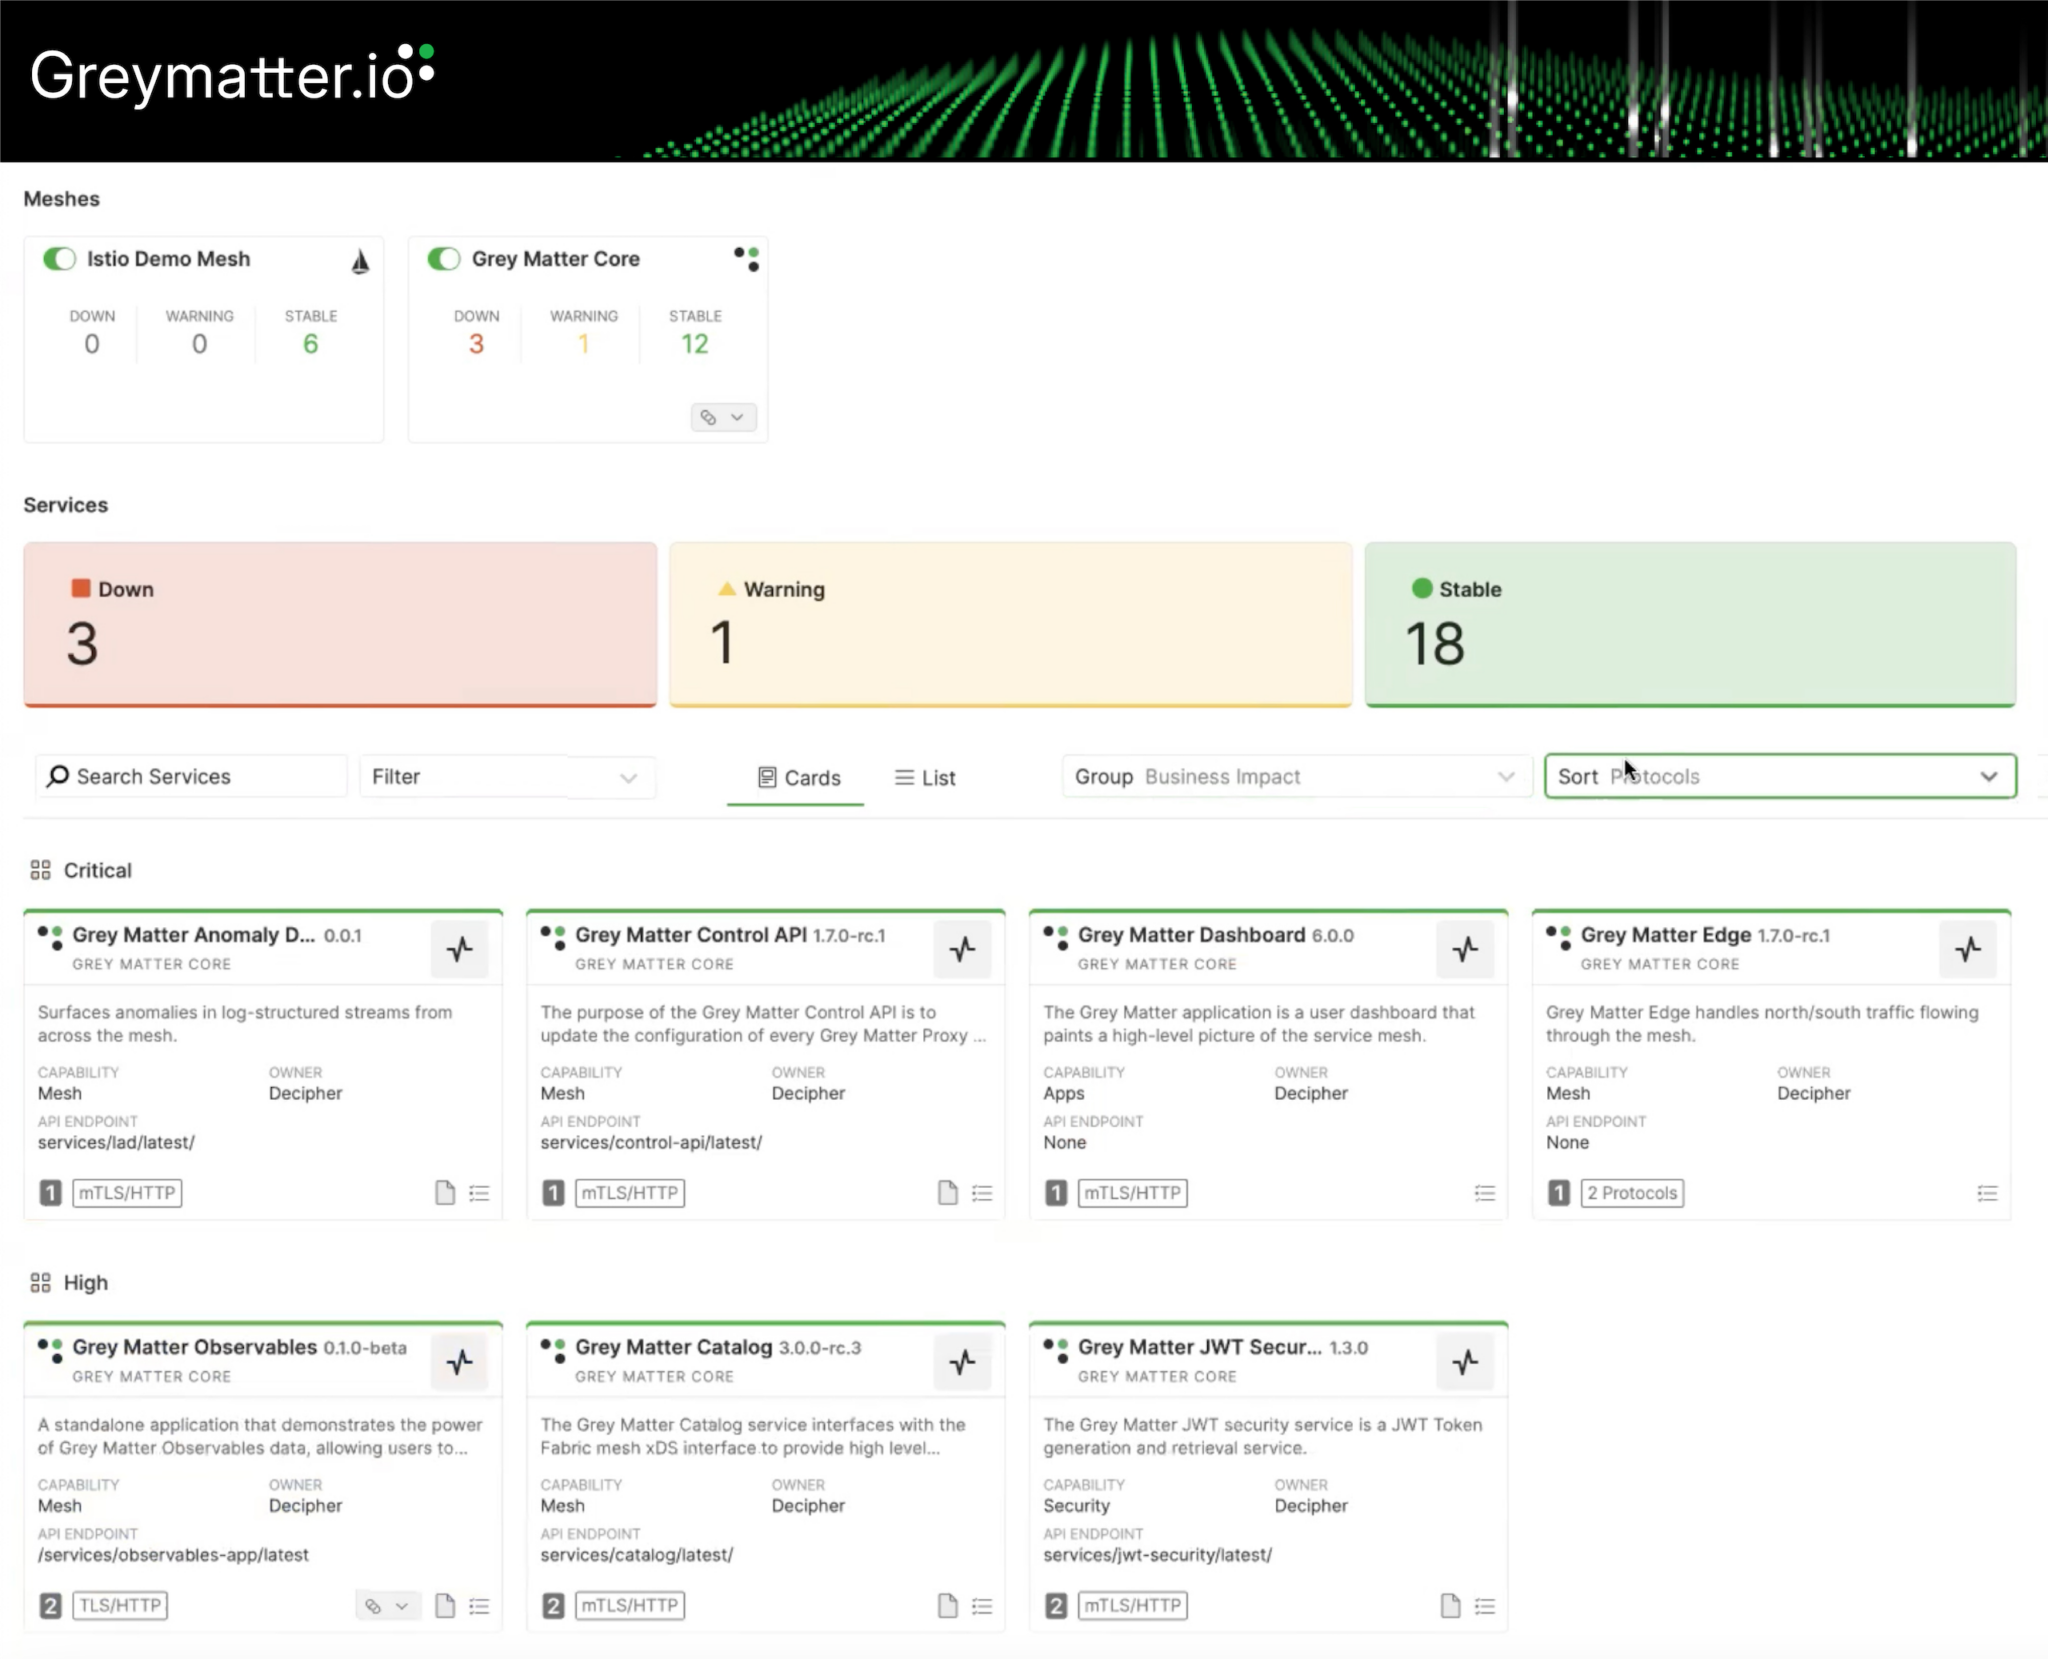 Greymatter.io
Meshes
Istio Demo Mesh
DOWN WARNING STABLE
0 0 6
Grey Matter Core
DOWN WARNING STABLE
3 1 12
Services
Down
3
Warning
1
Stable
18
Search Services
Filter
Cards
List
Group Business Impact
Sort Protocols
Critical
Grey Matter Anomaly D... 0.0.1
GREY MATTER CORE
Surfaces anomalies in log-structured streams from
across the mesh.
CAPABILITY OWNER
Mesh Decipher
API ENDPOINT
services/lad/latest/
1 mTLS/HTTP
Grey Matter Control API 1.7.0-rc.1
GREY MATTER CORE
The purpose of the Grey Matter Control API is to
update the configuration of every Grey Matter Proxy ...
CAPABILITY OWNER
Mesh Decipher
API ENDPOINT
services/control-api/latest/
1 mTLS/HTTP
Grey Matter Dashboard 6.0.0
GREY MATTER CORE
The Grey Matter application is a user dashboard that
paints a high-level picture of the service mesh.
CAPABILITY OWNER
Apps Decipher
API ENDPOINT
None
1 mTLS/HTTP
Grey Matter Edge 1.7.0-rc.1
GREY MATTER CORE
Grey Matter Edge handles north/south traffic flowing
through the mesh.
CAPABILITY OWNER
Mesh Decipher
API ENDPOINT
None
1 2 Protocols
High
Grey Matter Observables 0.1.0-beta
GREY MATTER CORE
A standalone application that demonstrates the power
of Grey Matter Observables data, allowing users to...
CAPABILITY OWNER
Mesh Decipher
API ENDPOINT
/services/observables-app/latest
2 TLS/HTTP
Grey Matter Catalog 3.0.0-rc.3
GREY MATTER CORE
The Grey Matter Catalog service interfaces with the
Fabric mesh xDS interface to provide high level...
CAPABILITY OWNER
Mesh Decipher
API ENDPOINT
services/catalog/latest/
2 mTLS/HTTP
Grey Matter JWT Secur... 1.3.0
GREY MATTER CORE
The Grey Matter JWT security service is a JWT Token
generation and retrieval service.
CAPABILITY OWNER
Security Decipher
API ENDPOINT
services/jwt-security/latest/
2 mTLS/HTTP